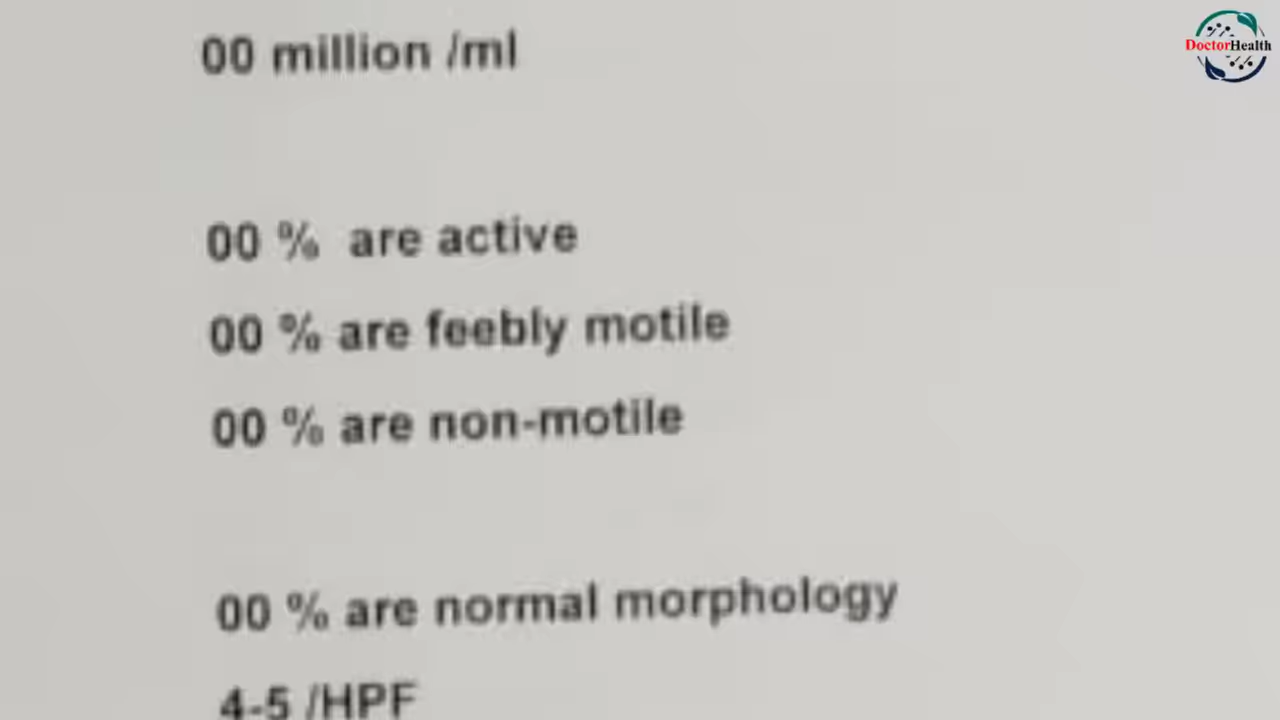 00 million /ml
DoctorHealth
00 % are active
00 % are feebly motile
00 % are non-motile
00 % are normal morphology
4-5 /HPF